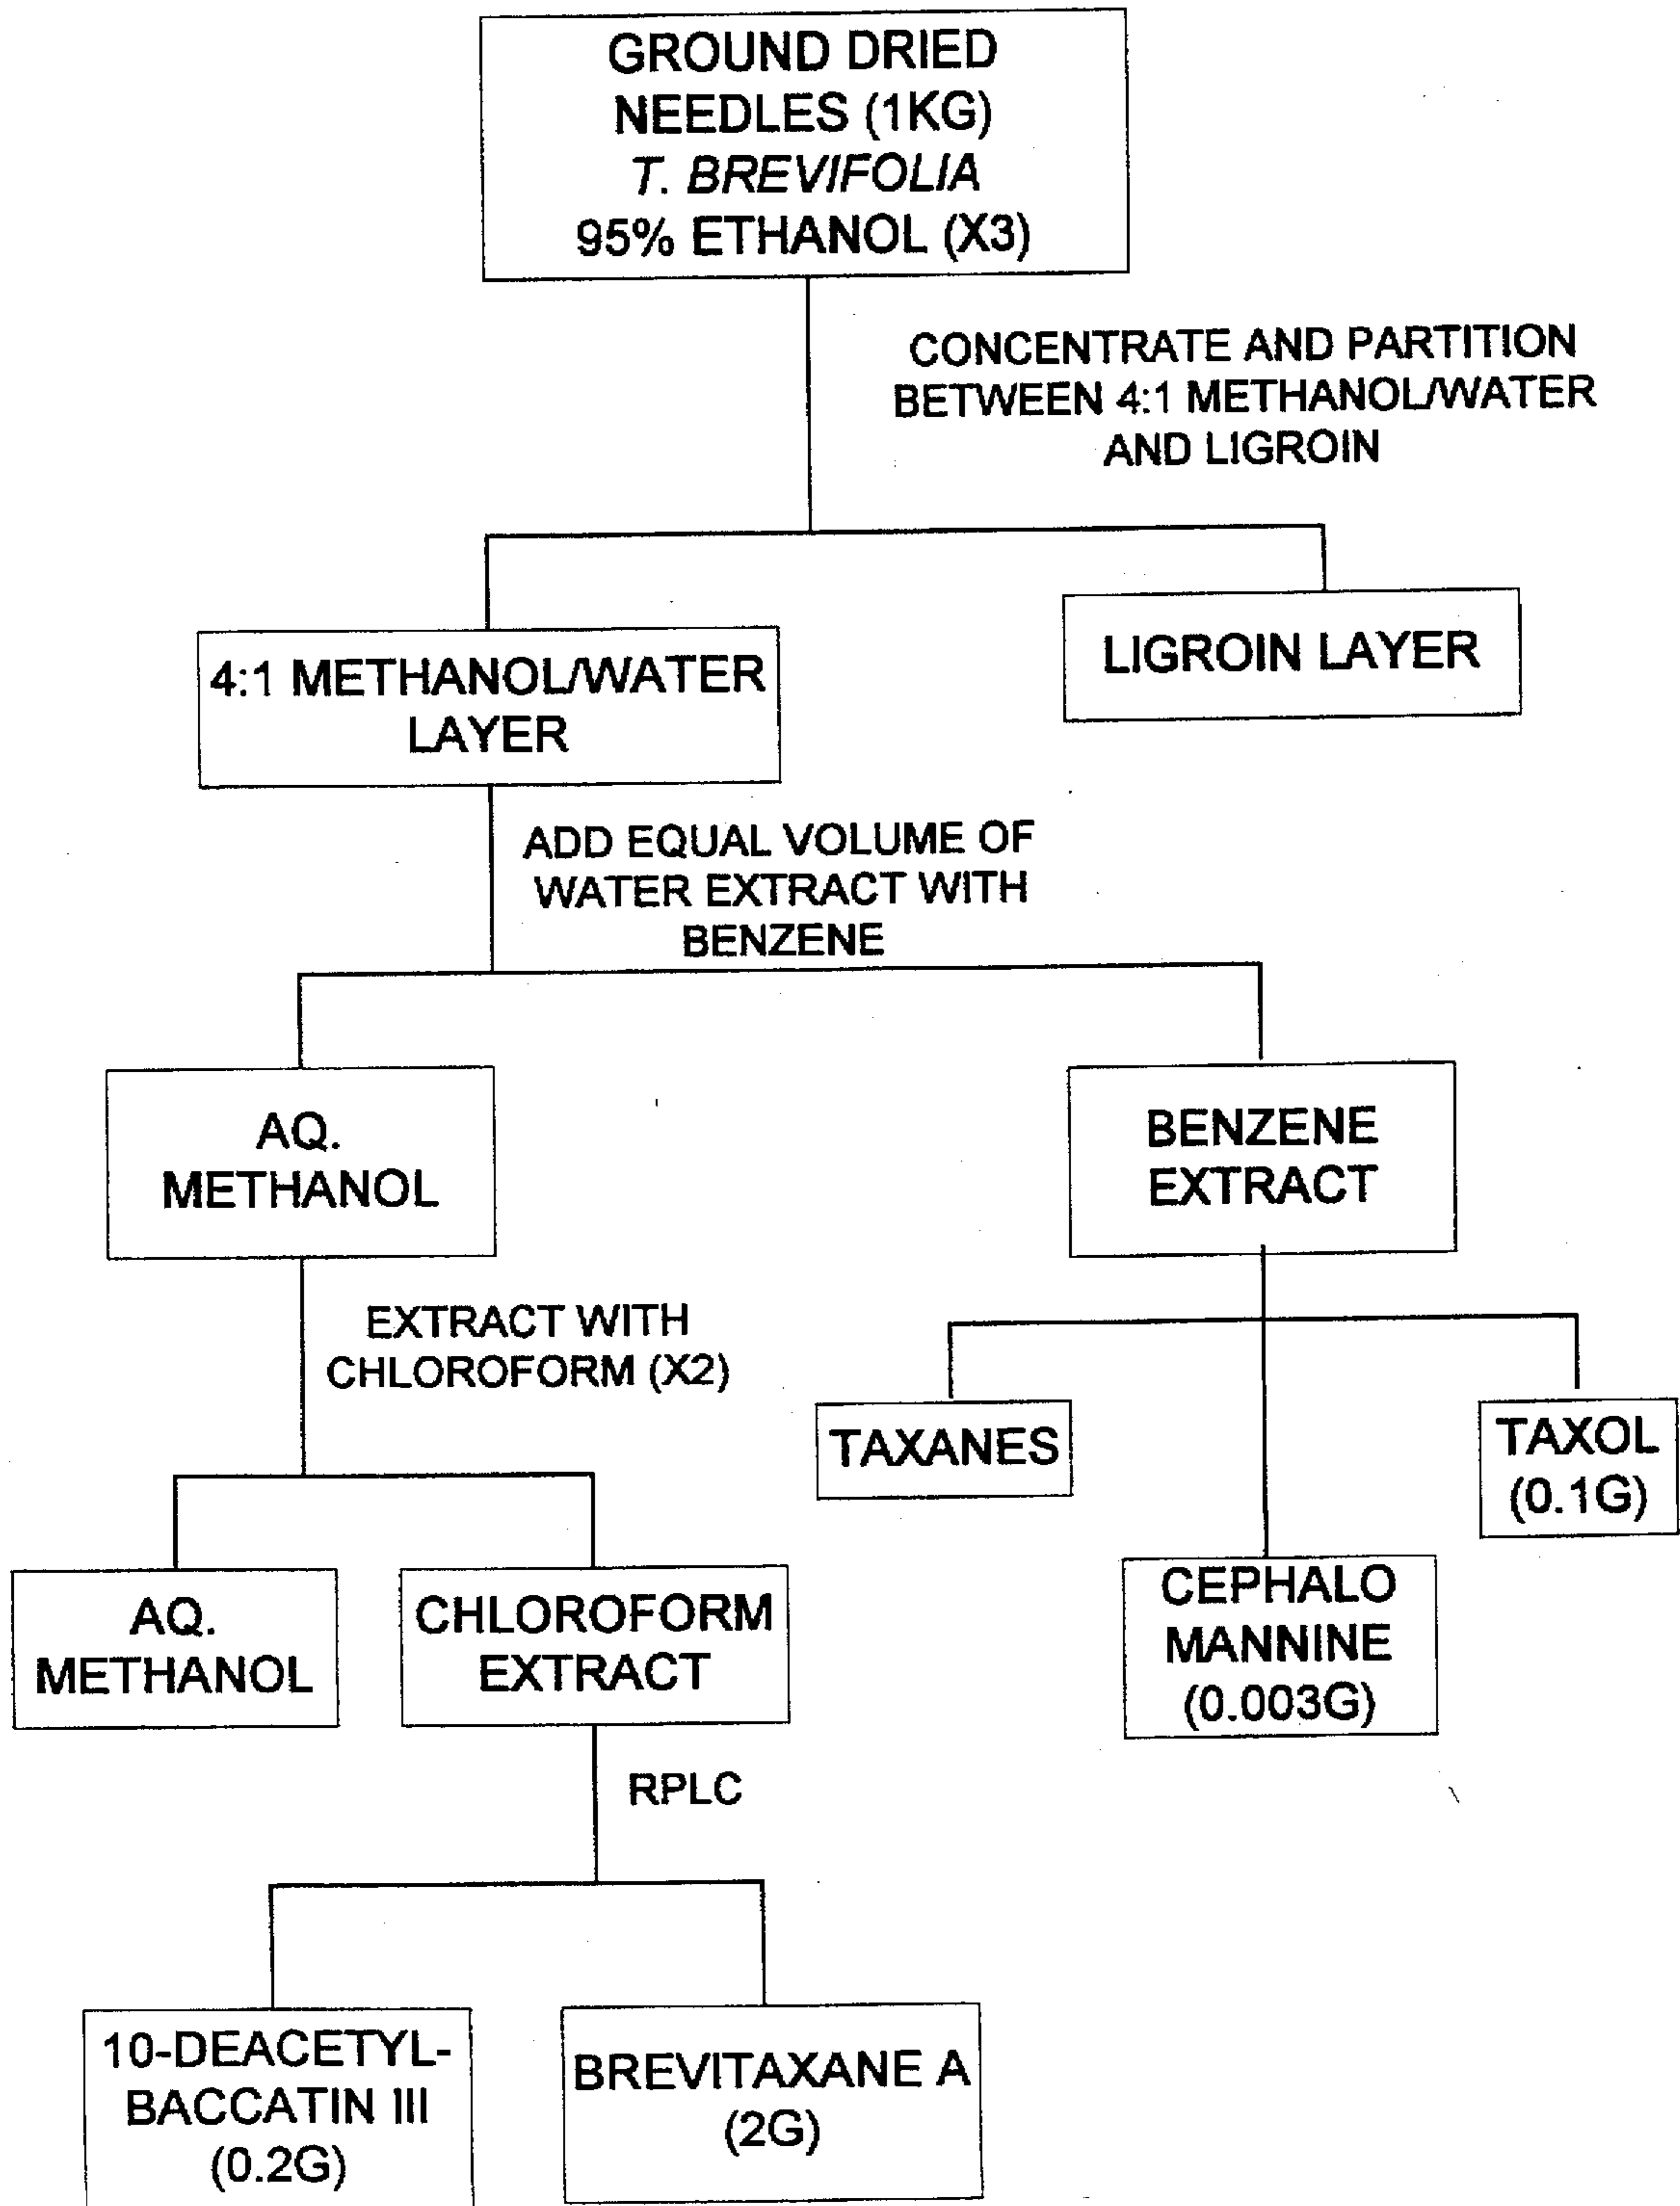 GROUND DRIED
NEEDLES (1KG)
T. BREVIFOLIA
95% ETHANOL (X3)
CONCENTRATE AND PARTITION
BETWEEN 4:1 METHANOL/WATER
AND LIGROIN
4:1 METHANOL/WATER
LAYER
LIGROIN LAYER
ADD EQUAL VOLUME OF
WATER EXTRACT WITH
BENZENE
AQ.
METHANOL
BENZENE
EXTRACT
EXTRACT WITH
CHLOROFORM (X2)
TAXANES
TAXOL
(0.1G)
AQ.
METHANOL
CHLOROFORM
EXTRACT
CEPHALO
MANNINE
(0.003G)
RPLC
10-DEACETYL-
BACCATIN III
(0.2G)
BREVITAXANE A
(2G)